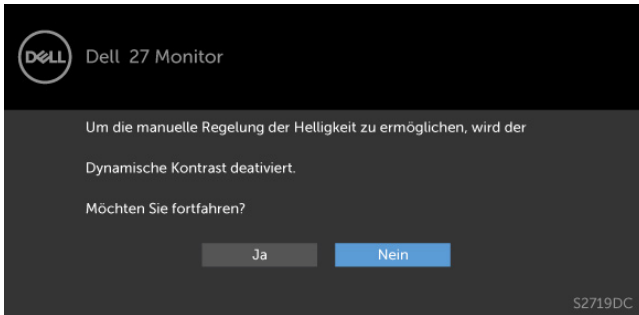 DELL
Dell 27 Monitor
Um die manuelle Regelung der Helligkeit zu ermöglichen, wird der
Dynamische Kontrast deativiert.
Möchten Sie fortfahren?
Ja Nein
S2719DC